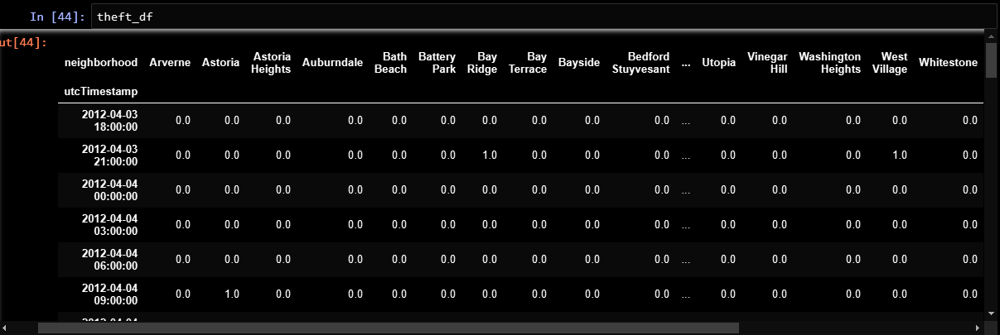 In [44]: theft_df
ut[44]:
neighborhood Arverne Astoria Astoria Heights Auburndale Bath Beach Battery Park Bay Ridge Bay Terrace Bayside Bedford Stuyvesant ... Utopia Vinegar Hill Washington Heights West Village Whitestone
utcTimestamp
2012-04-03 18:00:00 0.0 0.0 0.0 0.0 0.0 0.0 0.0 0.0 0.0 0.0 ... 0.0 0.0 0.0 0.0 0.0
2012-04-03 21:00:00 0.0 0.0 0.0 0.0 0.0 0.0 1.0 0.0 0.0 0.0 ... 0.0 0.0 0.0 1.0 0.0
2012-04-04 00:00:00 0.0 0.0 0.0 0.0 0.0 0.0 0.0 0.0 0.0 0.0 ... 0.0 0.0 0.0 0.0 0.0
2012-04-04 03:00:00 0.0 0.0 0.0 0.0 0.0 0.0 0.0 0.0 0.0 0.0 ... 0.0 0.0 0.0 0.0 0.0
2012-04-04 06:00:00 0.0 0.0 0.0 0.0 0.0 0.0 0.0 0.0 0.0 0.0 ... 0.0 0.0 0.0 0.0 0.0
2012-04-04 09:00:00 0.0 1.0 0.0 0.0 0.0 0.0 0.0 0.0 0.0 0.0 ... 0.0 0.0 0.0 0.0 0.0